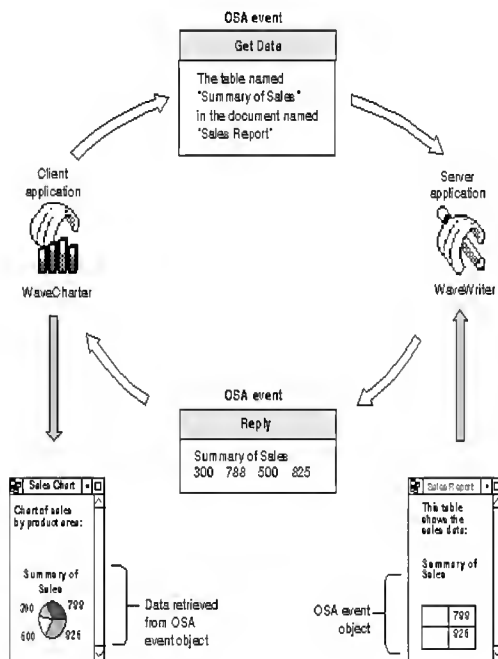 OSA event
Get Data
The table named
"Summary of Sales"
in the document named
"Sales Report"
Client
application
WaveCharter
Server
application
WaveWriter
OSA event
Reply
Summary of Sales
300 788 500 825
Sales Chart
Chart of sales
by product area:
Summary of
Sales
300
799
500
825
Data retrieved
from OSA
event object
Sales Report
This table
shows the
sales data:
Summary of
Sales
799
825
OSA event
object